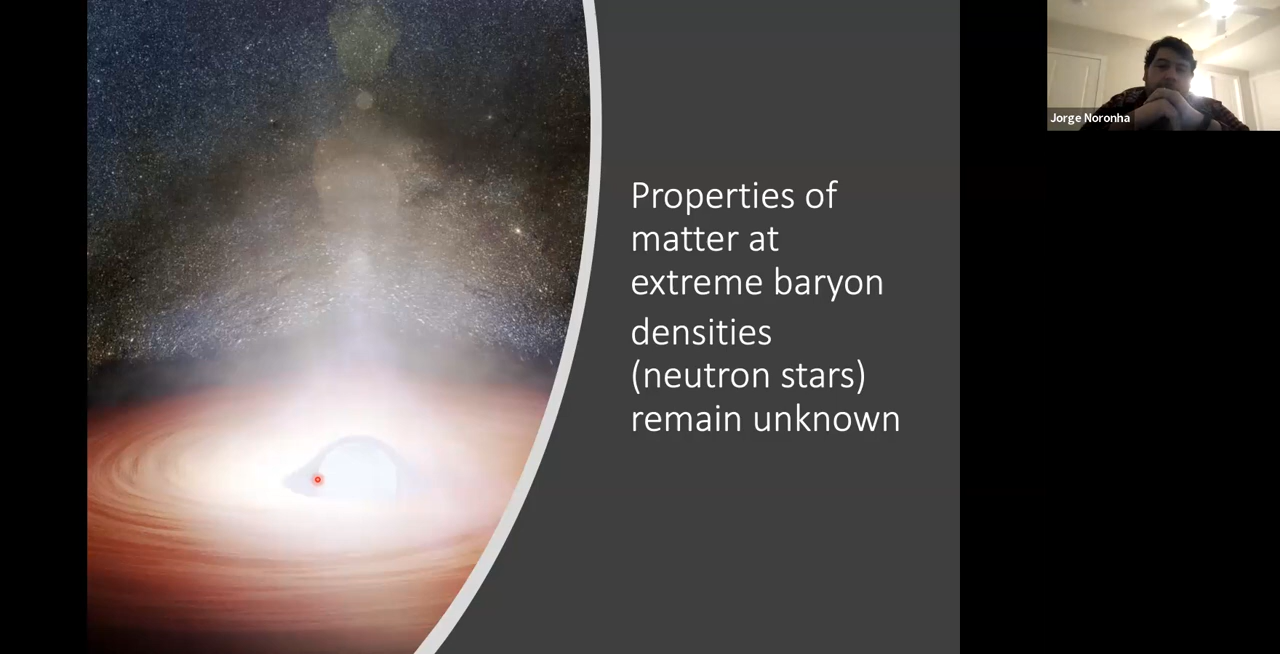 Properties of
matter at
extreme baryon
densities
(neutron stars)
remain unknown
Jorge Noronha